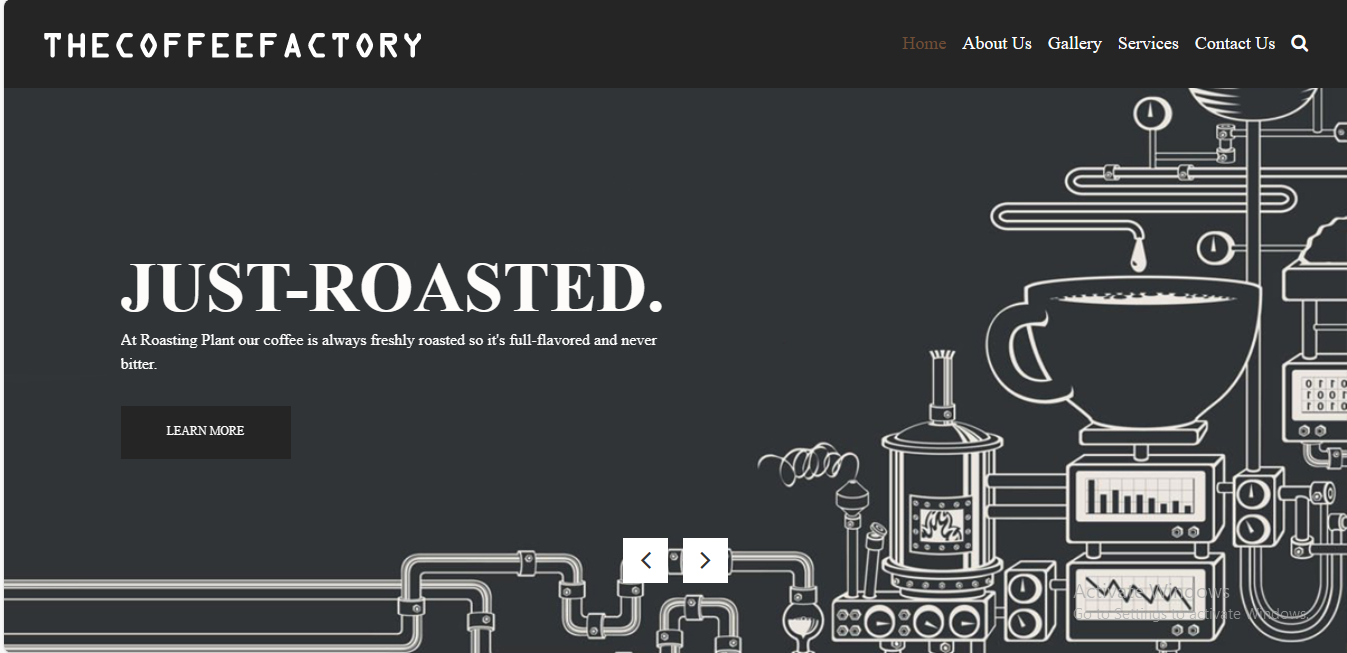 THECOFFEEFACTORY
Home About Us Gallery Services Contact Us
JUST-ROASTED.
At Roasting Plant our coffee is always freshly roasted so it's full-flavored and never
bitter.
LEARN MORE
Activate Windows
Go to Settings to activate Windows.